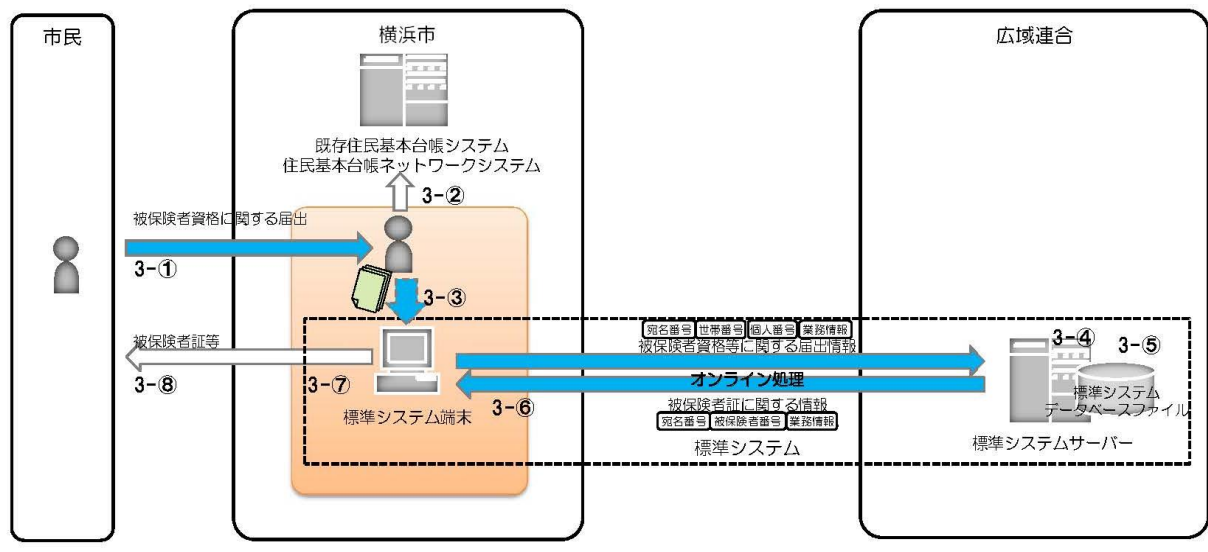 市民
横浜市
広域連合
既存住民基本台帳システム
住民基本台帳ネットワークシステム
3-②
被保険者資格に関する届出
3-①
3-③
宛名番号 世帯番号 個人番号 業務情報
被保険者資格等に関する届出情報
3-④
3-⑤
被保険者証等
3-⑧
3-⑦
オンライン処理
3-⑥
標準システム
データベースファイル
標準システム端末
被保険者証に関する情報
宛名番号 被保険者番号 業務情報
標準システム
標準システムサーバー